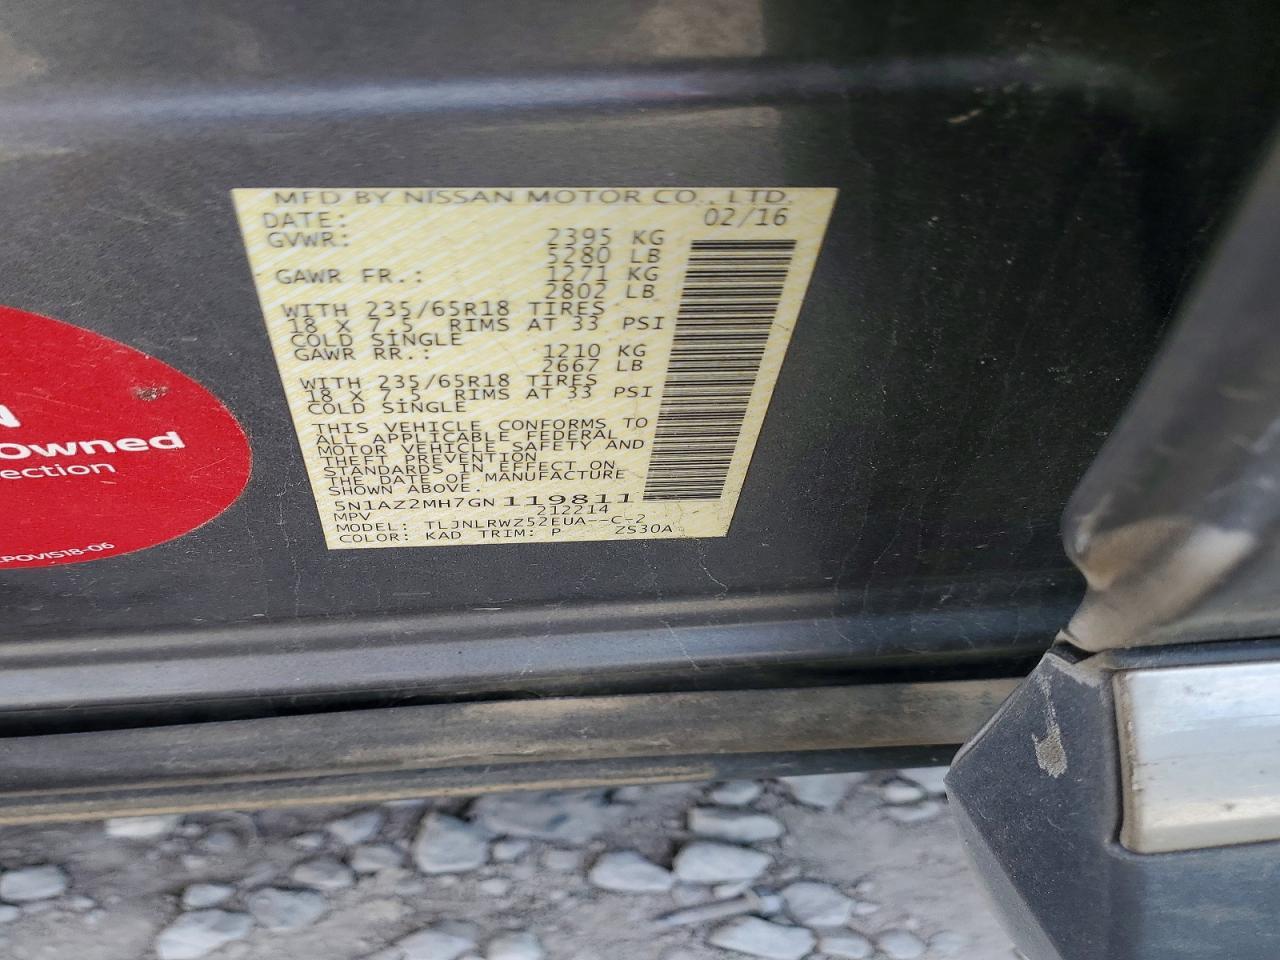 MFD BY NISSAN MOTOR CO., LTD.
DATE: 02/16
GVWR: 2395 KG
5280 LB
GAWR FR.: 1271 KG
2802 LB
WITH 235/65R18 TIRES
18 X 7.5 RIMS AT 33 PSI
COLD SINGLE
GAWR RR.: 1210 KG
2667 LB
WITH 235/65R18 TIRES
18 X 7.5 RIMS AT 33 PSI
COLD SINGLE
THIS VEHICLE CONFORMS TO
ALL APPLICABLE FEDERAL
MOTOR VEHICLE SAFETY AND
THEFT PREVENTION
STANDARDS IN EFFECT ON
THE DATE OF MANUFACTURE
SHOWN ABOVE.
5N1AZ2MH7GN119811
MPV 212214
MODEL: TLJNLRWZ52EUA--C-2
COLOR: KAD TRIM: P ZS30A
N
Owned
ection
POVIS18-06